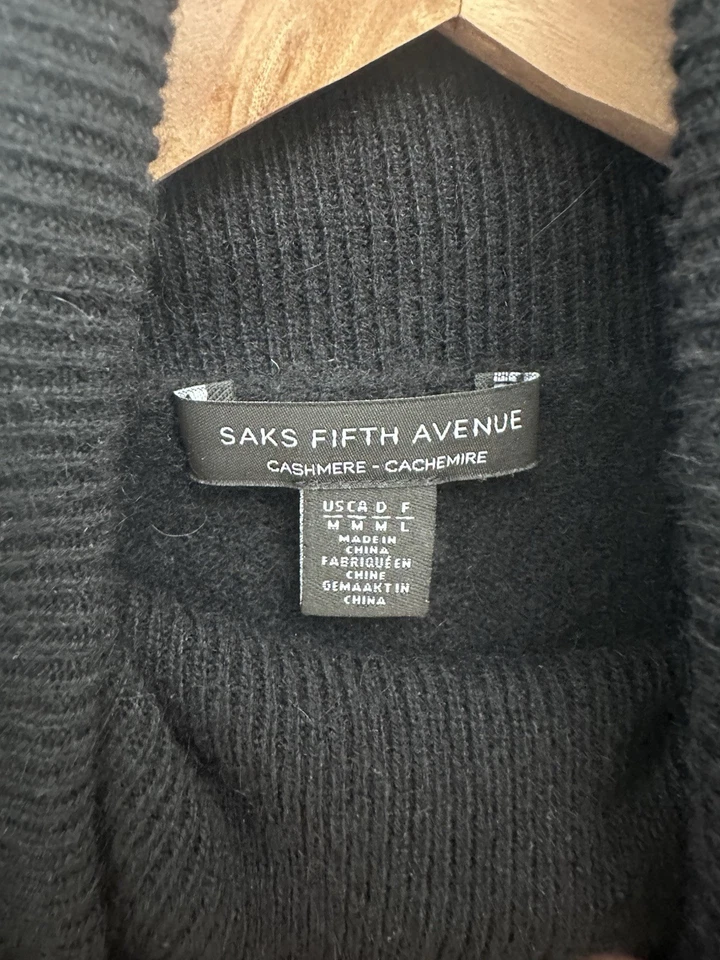 SAKS FIFTH AVENUE
CASHMERE - CACHEMIRE
US CA D F
M M M L
MADE IN
CHINA
FABRIQUÉ EN
CHINE
GEMAAKT IN
CHINA